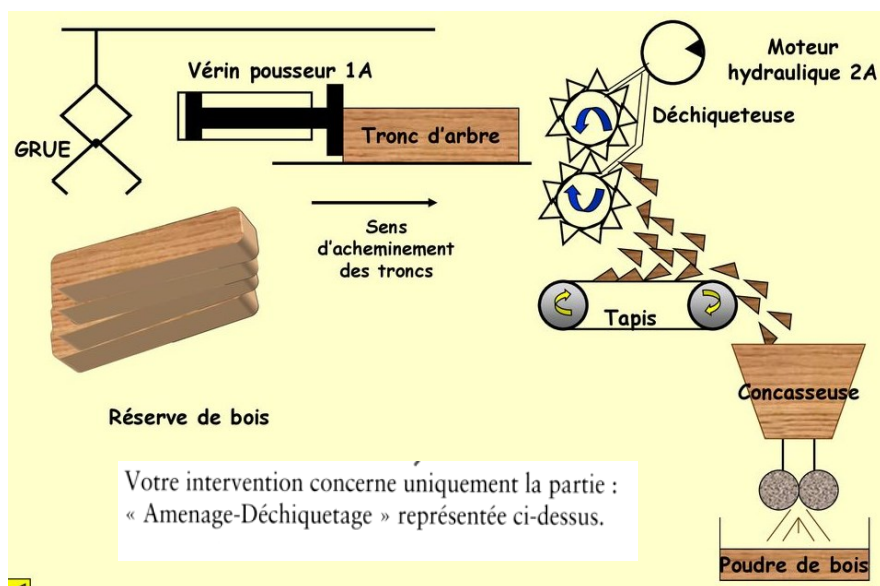 Vérin pousseur 1A
Moteur
hydraulique 2A
GRUE
Tronc d'arbre
Déchiqueteuse
Sens
d'acheminement
des troncs
Tapis
Réserve de bois
Concasseuse
Votre intervention concerne uniquement la partie :
« Amenage-Déchiquetage » représentée ci-dessus.
Poudre de bois